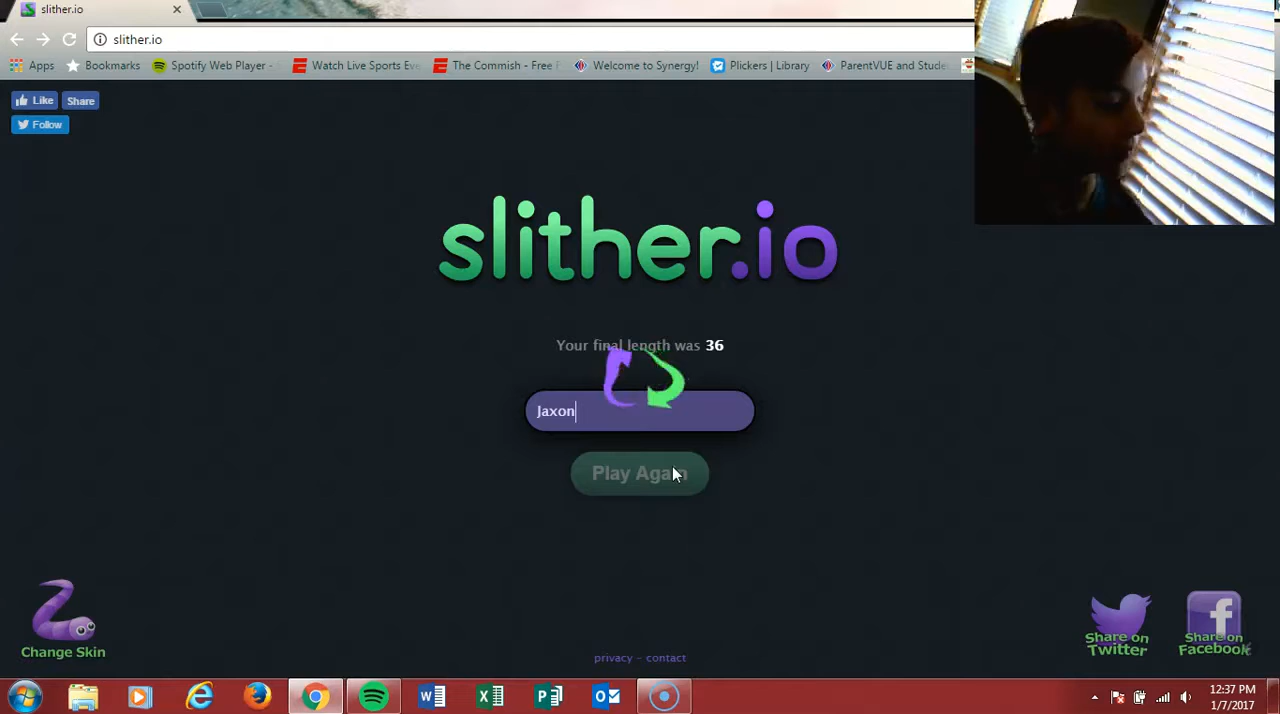 slither.io
slither.io
Apps Bookmarks Spotify Web Player Watch Live Sports Eve The Commish - Free F Welcome to Synergy! Plickers | Library ParentVUE and Stude
Like Share
Follow
slither.io
Your final length was 36
Jaxon
Play Again
Change Skin
Share on Twitter
Share on Facebook
privacy - contact
12:37 PM
1/7/2017